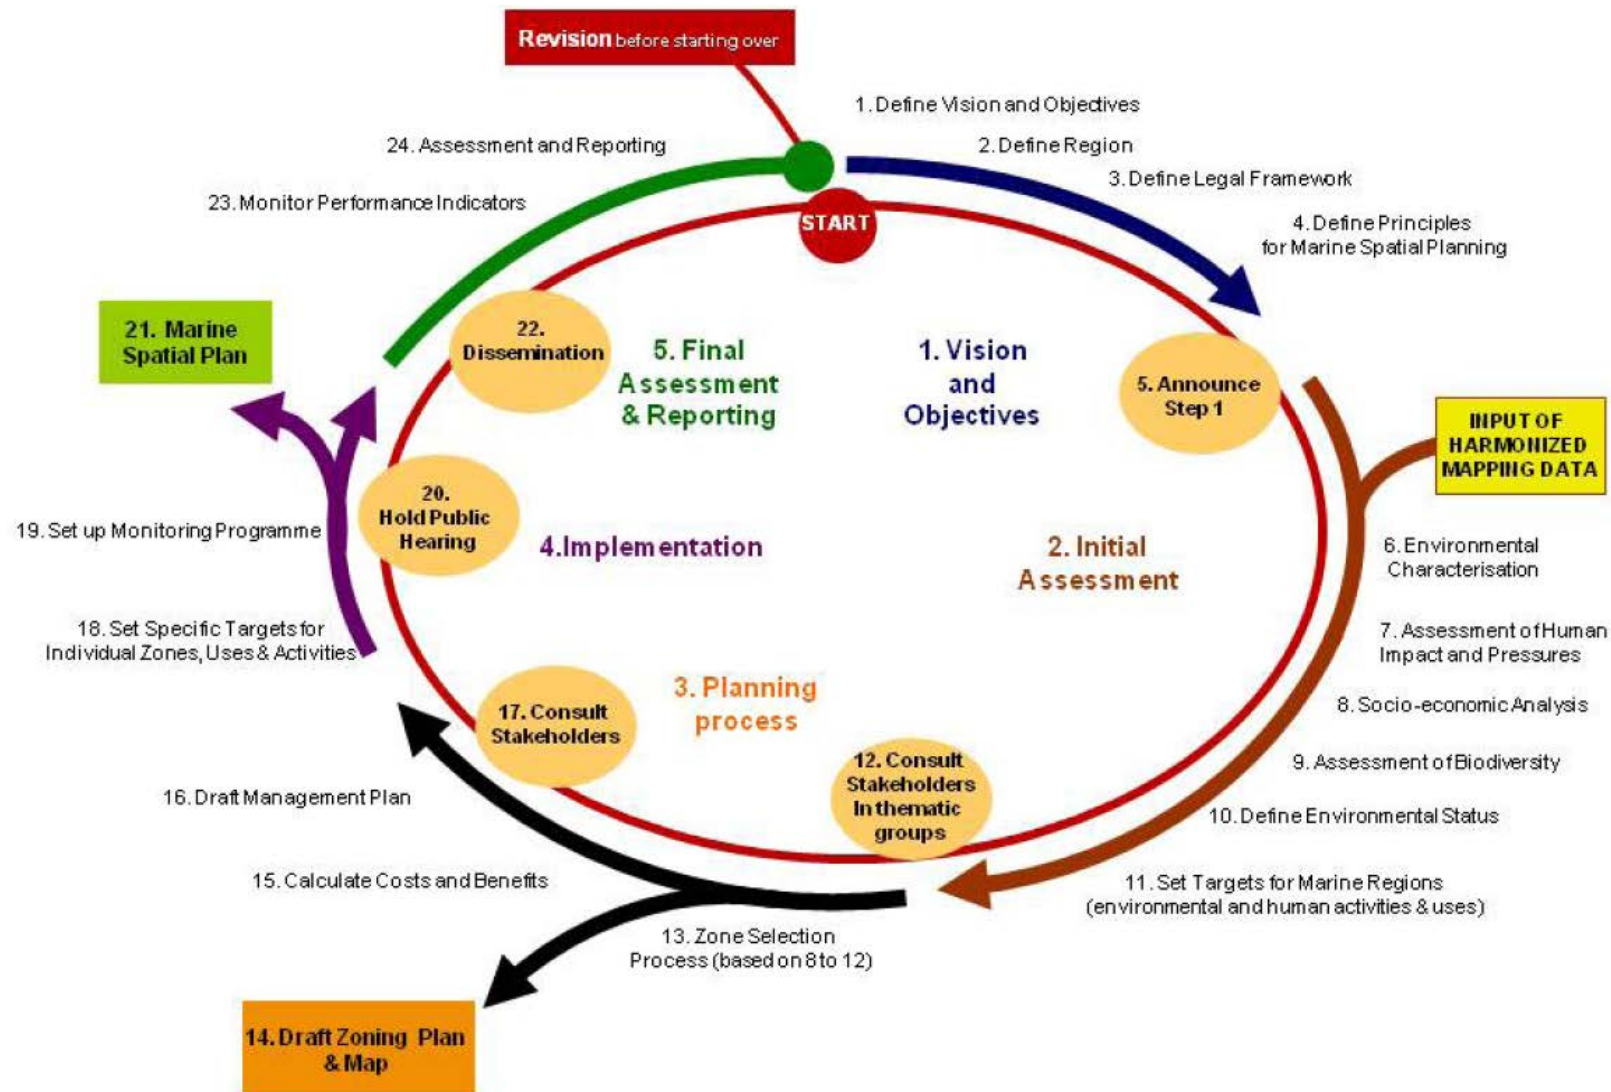 Revision before starting over
START
1. Define Vision and Objectives
2. Define Region
3. Define Legal Framework
4. Define Principles
for Marine Spatial Planning
1. Vision
and
Objectives
5. Announce
Step 1
INPUT OF
HARMONIZED
MAPPING DATA
2. Initial
Assessment
6. Environmental
Characterisation
7. Assessment of Human
Impact and Pressures
8. Socio-economic Analysis
9. Assessment of Biodiversity
10. Define Environmental Status
11. Set Targets for Marine Regions
(environmental and human activities & uses)
12. Consult
Stakeholders
In thematic
groups
3. Planning
process
13. Zone Selection
Process (based on 8 to 12)
14. Draft Zoning Plan
& Map
15. Calculate Costs and Benefits
16. Draft Management Plan
17. Consult
Stakeholders
4.Implementation
18. Set Specific Targets for
Individual Zones, Uses & Activities
19. Set up Monitoring Programme
20.
Hold Public
Hearing
21. Marine
Spatial Plan
5. Final
Assessment
& Reporting
22.
Dissemination
23. Monitor Performance Indicators
24. Assessment and Reporting